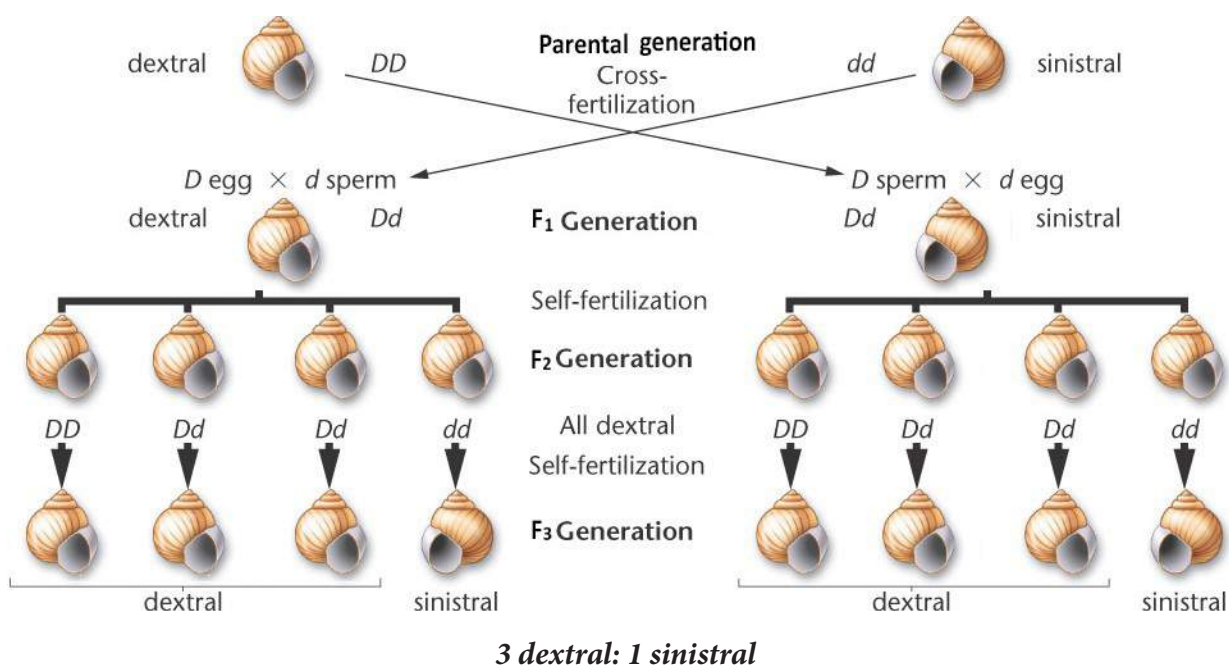 Parental generation
dextral DD Cross-fertilization dd sinistral
D egg × d sperm D sperm × d egg
dextral Dd F1 Generation Dd sinistral
Self-fertilization
F2 Generation
DD Dd Dd dd All dextral DD Dd Dd dd
Self-fertilization
F3 Generation
dextral sinistral dextral sinistral
3 dextral: 1 sinistral